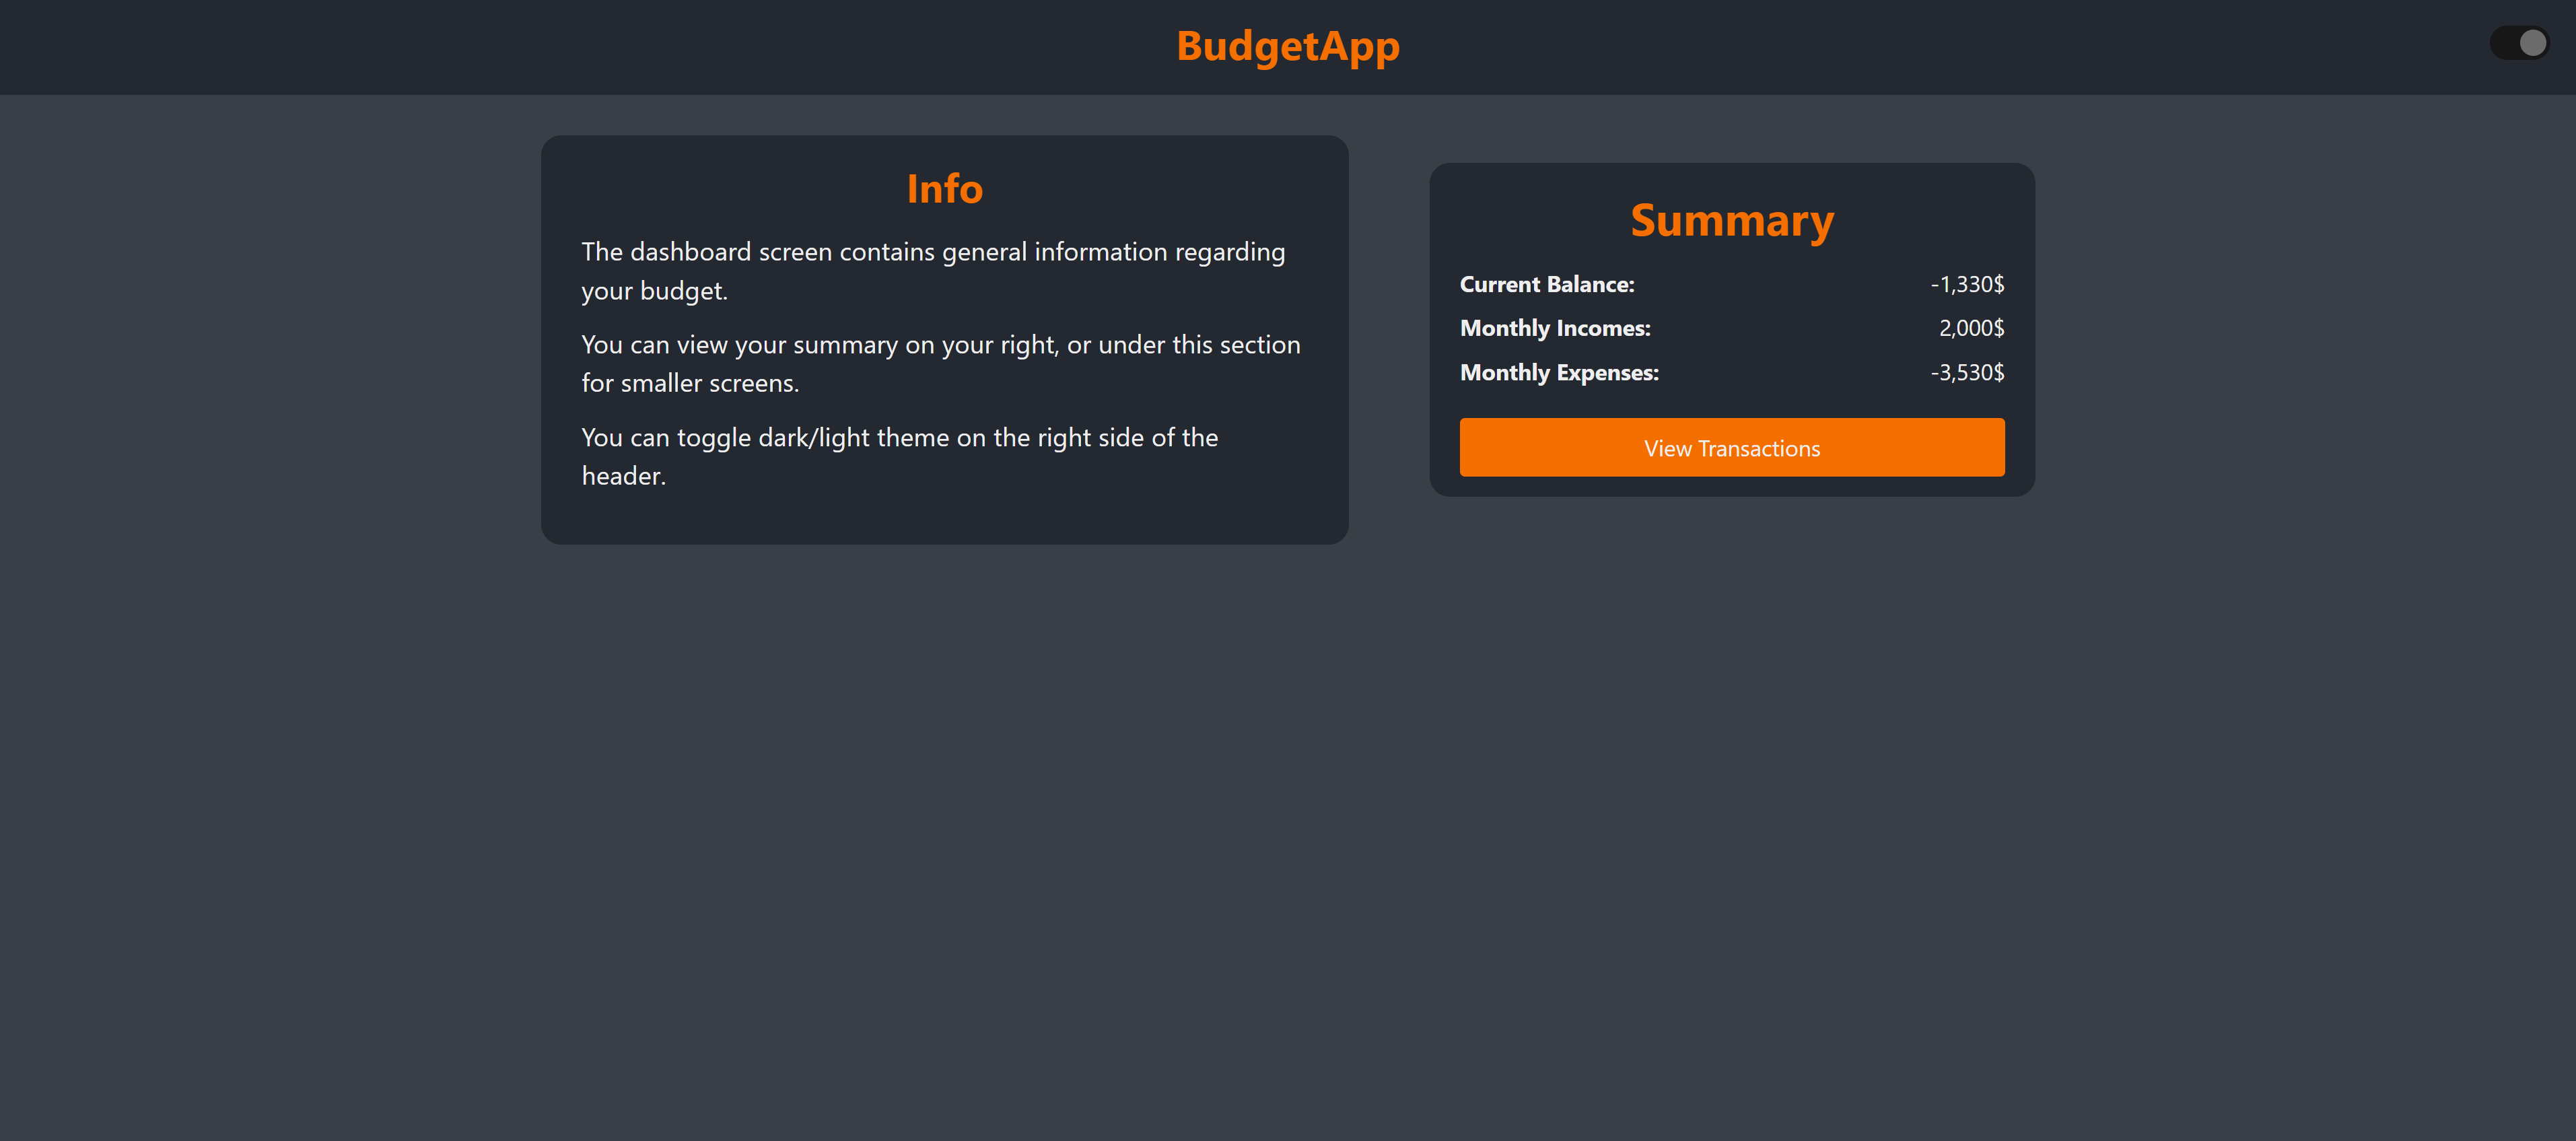 BudgetApp
Info
The dashboard screen contains general information regarding
your budget.
You can view your summary on your right, or under this section
for smaller screens.
You can toggle dark/light theme on the right side of the
header.
Summary
Current Balance: -1,330$
Monthly Incomes: 2,000$
Monthly Expenses: -3,530$
View Transactions